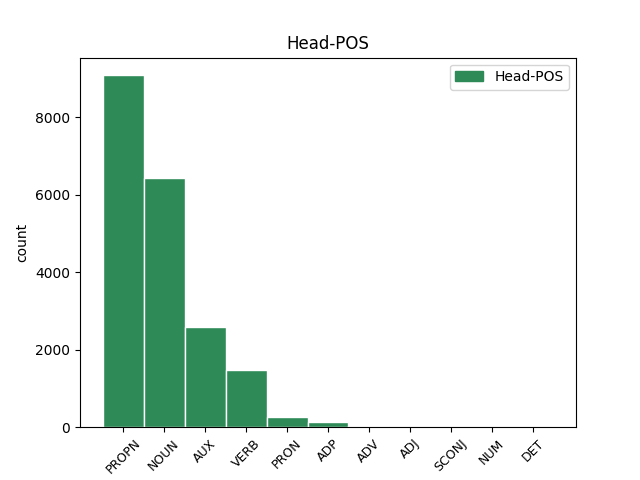 Head-POS
Head-POS
count
8000
6000
4000
2000
0
PROPN
NOUN
AUX
VERB
PRON
ADP
ADV
ADJ
SCONJ
NUM
DET